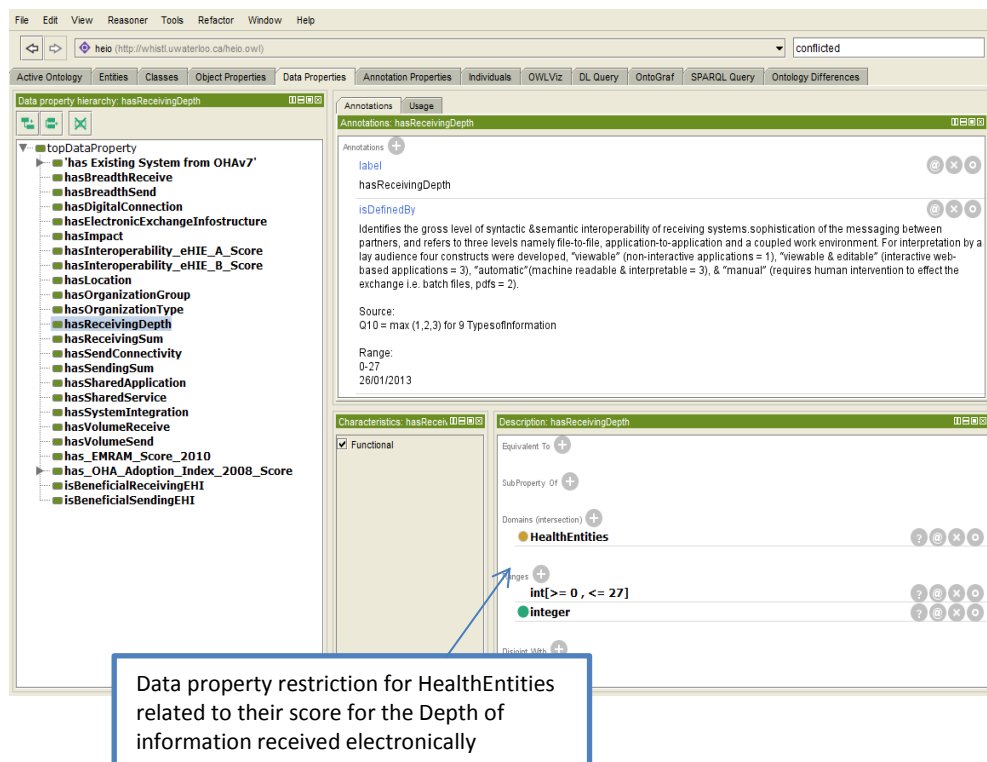 File Edit View Reasoner Tools Refactor Window Help
heio (http://whistl.uwaterloo.ca/heio.owl)
conflicted
Active Ontology Entities Classes Object Properties Data Properties Annotation Properties Individuals OWLViz DL Query OntoGraf SPARQL Query Ontology Differences
Data property hierarchy: hasReceivingDepth
topDataProperty
'has Existing System from OHAv7'
hasBreadthReceive
hasBreadthSend
hasDigitalConnection
hasElectronicExchangeInfostructure
hasImpact
hasInteroperability_eHIE_A_Score
hasInteroperability_eHIE_B_Score
hasLocation
hasOrganizationGroup
hasOrganizationType
hasReceivingDepth
hasReceivingSum
hasSendConnectivity
hasSendingSum
hasSharedApplication
hasSharedService
hasSystemIntegration
hasVolumeReceive
hasVolumeSend
has_EMRAM_Score_2010
has_OHA_Adoption_Index_2008_Score
isBeneficialReceivingEHI
isBeneficialSendingEHI
Annotations Usage
Annotations: hasReceivingDepth
Annotations
label
hasReceivingDepth
isDefinedBy
Identifies the gross level of syntactic &semantic interoperability of receiving systems.sophistication of the messaging between
partners, and refers to three levels namely file-to-file, application-to-application and a coupled work environment. For interpretation by a
lay audience four constructs were developed, "viewable" (non-interactive applications = 1), "viewable & editable" (interactive web-
based applications = 3), "automatic"(machine readable & interpretable = 3), & "manual" (requires human intervention to effect the
exchange i.e. batch files, pdfs = 2).
Source:
Q10 = max (1,2,3) for 9 TypesofInformation
Range:
0-27
26/01/2013
Characteristics: hasReceiv
Functional
Description: hasReceivingDepth
Equivalent To
SubProperty Of
Domains (intersection)
HealthEntities
Ranges
int[>= 0 , <= 27]
integer
Disjoint With
Data property restriction for HealthEntities
related to their score for the Depth of
information received electronically